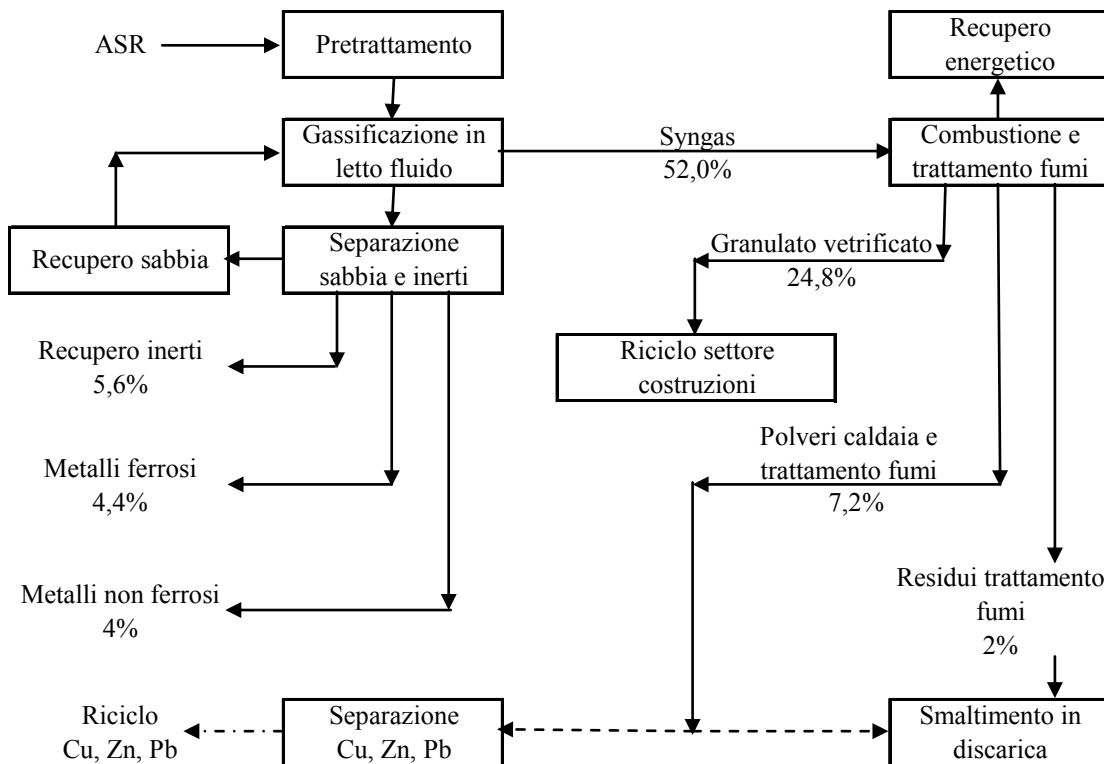 ASR
Pretrattamento
Recupero
energetico
Gassificazione in
letto fluido
Syngas
52,0%
Combustione e
trattamento fumi
Recupero sabbia
Separazione
sabbia e inerti
Granulato vetrificato
24,8%
Recupero inerti
5,6%
Riciclo settore
costruzioni
Metalli ferrosi
4,4%
Polveri caldaia e
trattamento fumi
7,2%
Metalli non ferrosi
4%
Residui trattamento
fumi
2%
Riciclo
Cu, Zn, Pb
Separazione
Cu, Zn, Pb
Smaltimento in
discarica